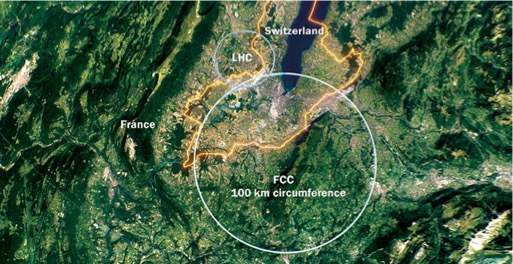 Switzerland
LHC
France
FCC
100 km circumference